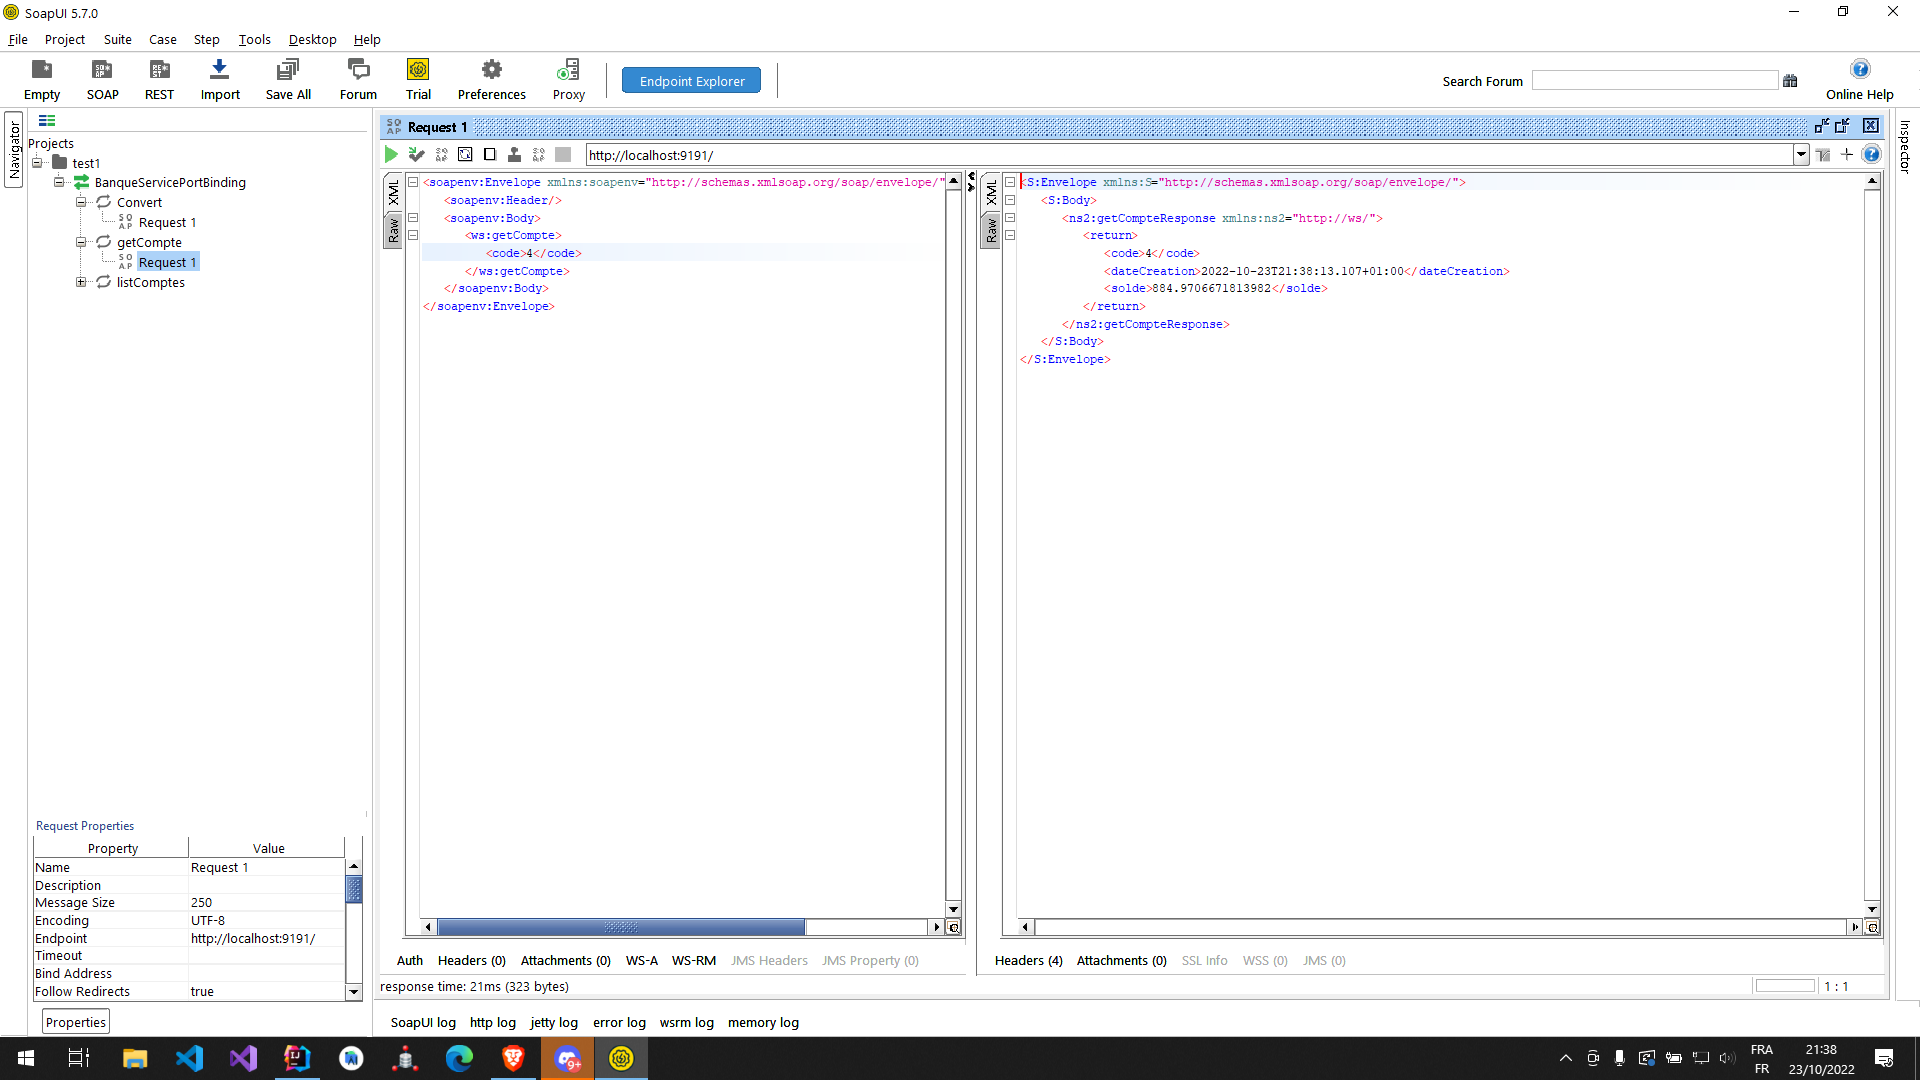 SoapUI 5.7.0
File Project Suite Case Step Tools Desktop Help
Empty SOAP REST Import Save All Forum Trial Preferences Proxy
Endpoint Explorer
Search Forum
Online Help
Navigator
Projects
test1
BanqueServicePortBinding
Convert
Request 1
getCompte
Request 1
listComptes
Request 1
http://localhost:9191/
XML
Raw
<soapenv:Envelope xmlns:soapenv="http://schemas.xmlsoap.org/soap/envelope/"
<soapenv:Header/>
<soapenv:Body>
<ws:getCompte>
<code>4</code>
</ws:getCompte>
</soapenv:Body>
</soapenv:Envelope>
XML
Raw
<S:Envelope xmlns:S="http://schemas.xmlsoap.org/soap/envelope/">
<S:Body>
<ns2:getCompteResponse xmlns:ns2="http://ws/">
<return>
<code>4</code>
<dateCreation>2022-10-23T21:38:13.107+01:00</dateCreation>
<solde>884.9706671813982</solde>
</return>
</ns2:getCompteResponse>
</S:Body>
</S:Envelope>
Inspector
Request Properties
Property Value
Name Request 1
Description
Message Size 250
Encoding UTF-8
Endpoint http://localhost:9191/
Timeout
Bind Address
Follow Redirects true
Properties
Auth Headers (0) Attachments (0) WS-A WS-RM JMS Headers JMS Property (0)
Headers (4) Attachments (0) SSL Info WSS (0) JMS (0)
response time: 21ms (323 bytes)
1 : 1
SoapUI log http log jetty log error log wsrm log memory log
9+
FRA
FR
21:38
23/10/2022